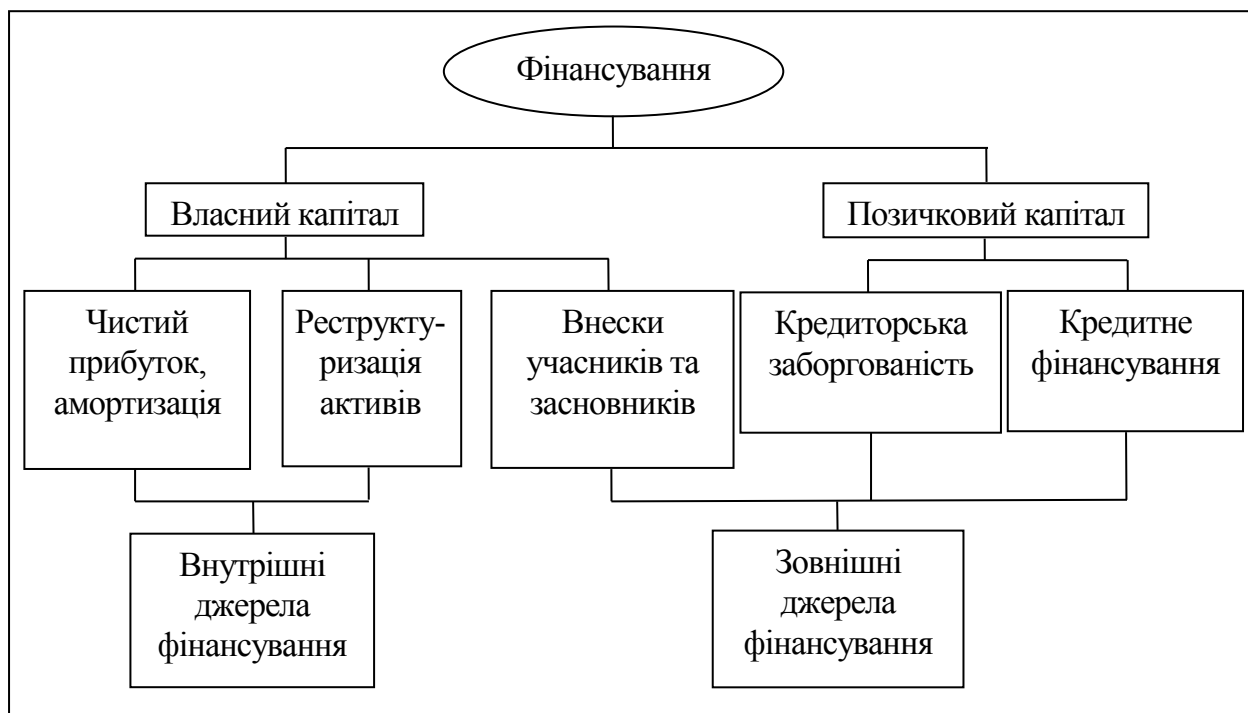 Фінансування
Власний капітал
Позичковий капітал
Чистий
прибуток,
амортизація
Реструкту-
ризація
активів
Внески
учасників та
засновників
Кредиторська
заборгованість
Кредитне
фінансування
Внутрішні
джерела
фінансування
Зовнішні
джерела
фінансування